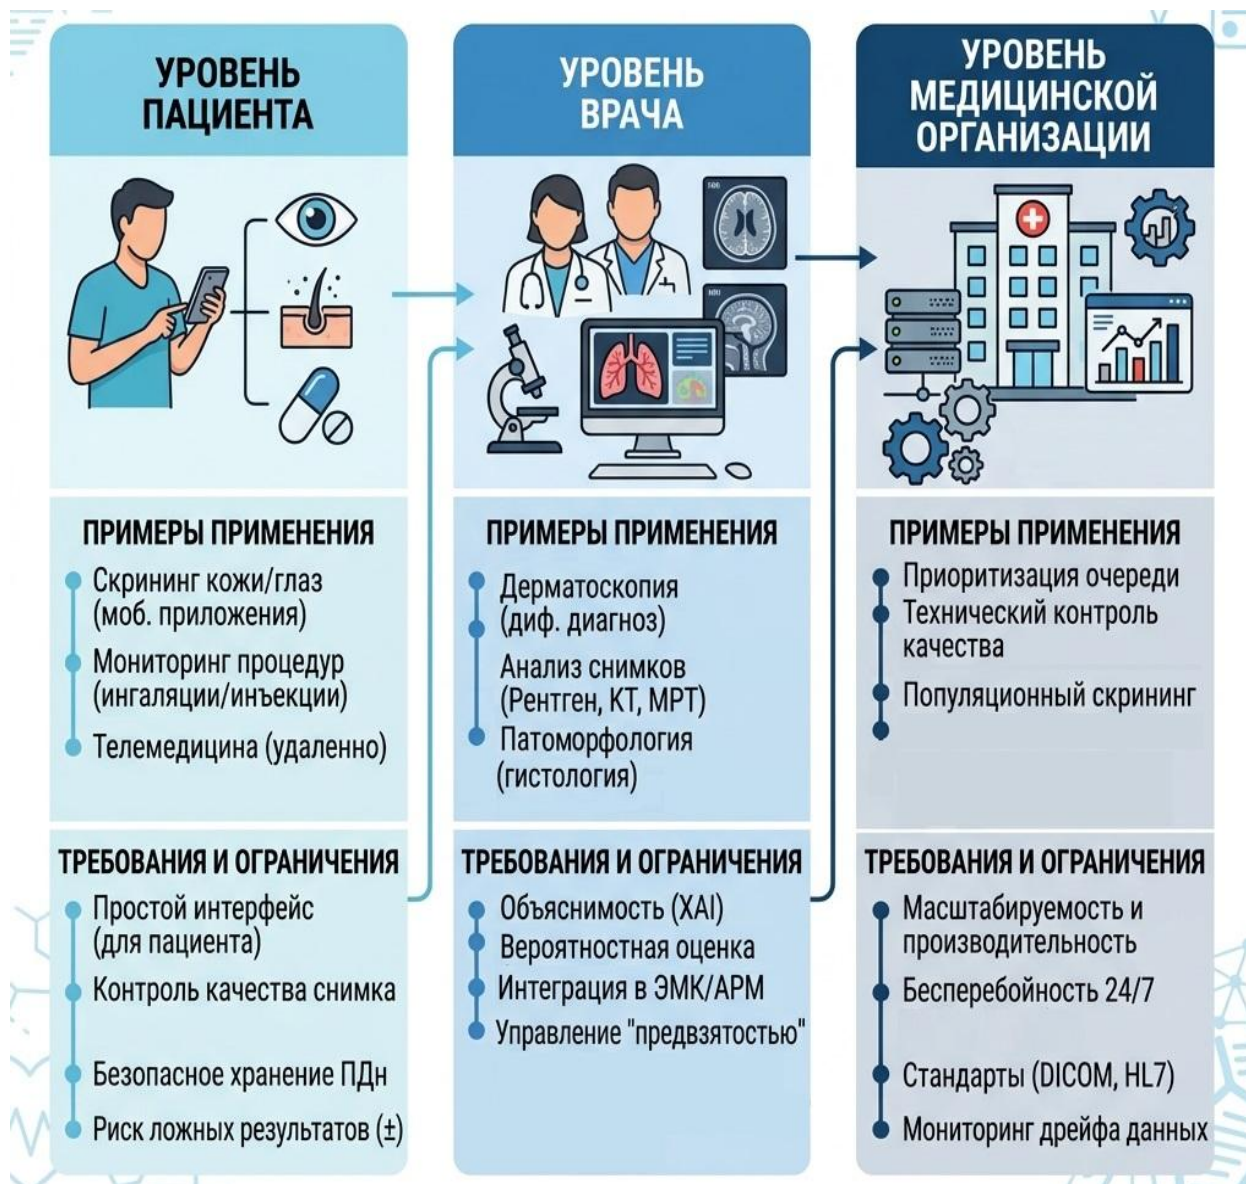 УРОВЕНЬ
ПАЦИЕНТА
ПРИМЕРЫ ПРИМЕНЕНИЯ
Скрининг кожи/глаз
(моб. приложения)
Мониторинг процедур
(ингаляции/инъекции)
Телемедицина (удаленно)
ТРЕБОВАНИЯ И ОГРАНИЧЕНИЯ
Простой интерфейс
(для пациента)
Контроль качества снимка
Безопасное хранение ПДн
Риск ложных результатов (±)
УРОВЕНЬ
ВРАЧА
ПРИМЕРЫ ПРИМЕНЕНИЯ
Дерматоскопия
(диф. диагноз)
Анализ снимков
(Рентген, КТ, МРТ)
Патоморфология
(гистология)
ТРЕБОВАНИЯ И ОГРАНИЧЕНИЯ
Объяснимость (XAI)
Вероятностная оценка
Интеграция в ЭМК/АРМ
Управление "предвзятостью"
УРОВЕНЬ
МЕДИЦИНСКОЙ
ОРГАНИЗАЦИИ
ПРИМЕРЫ ПРИМЕНЕНИЯ
Приоритизация очереди
Технический контроль
качества
Популяционный скрининг
ТРЕБОВАНИЯ И ОГРАНИЧЕНИЯ
Масштабируемость и
производительность
Бесперебойность 24/7
Стандарты (DICOM, HL7)
Мониторинг дрейфа данных